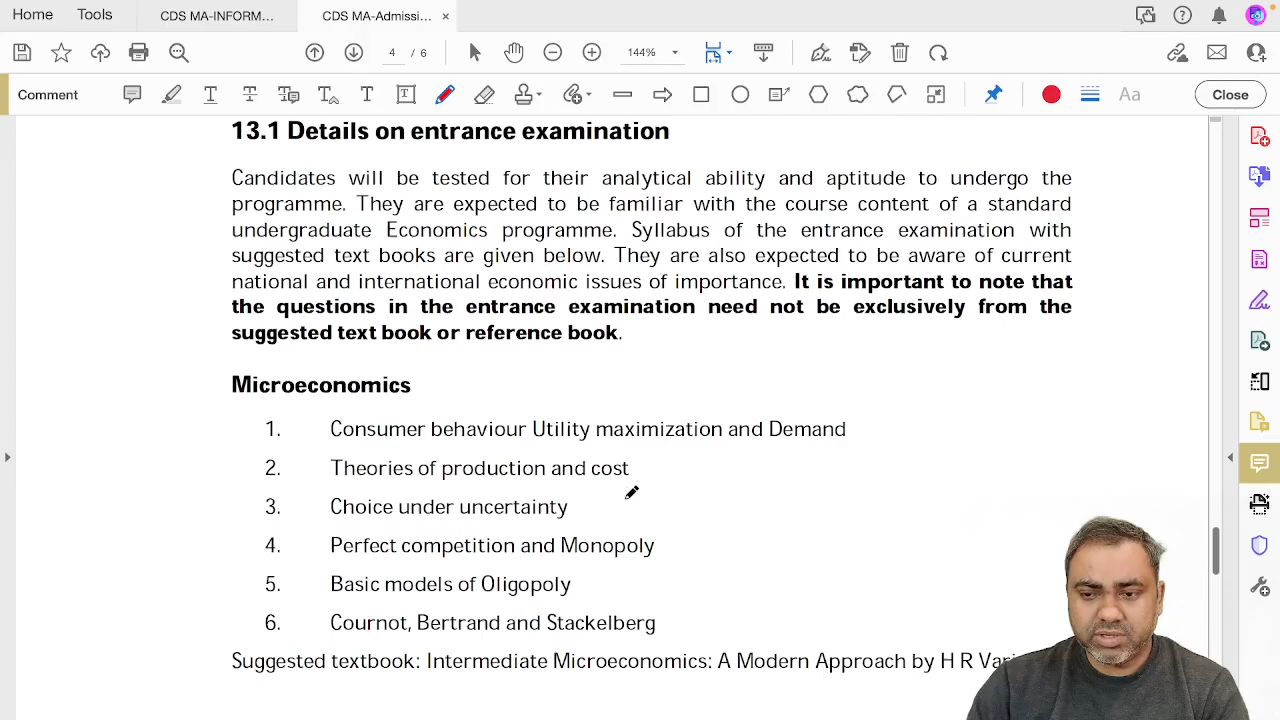 Home Tools CDS MA-INFORM... CDS MA-Admissi... ×
4 / 6 144%
Comment Aa Close
13.1 Details on entrance examination
Candidates will be tested for their analytical ability and aptitude to undergo the
programme. They are expected to be familiar with the course content of a standard
undergraduate Economics programme. Syllabus of the entrance examination with
suggested text books are given below. They are also expected to be aware of current
national and international economic issues of importance. It is important to note that
the questions in the entrance examination need not be exclusively from the
suggested text book or reference book.
Microeconomics
1. Consumer behaviour Utility maximization and Demand
2. Theories of production and cost
3. Choice under uncertainty
4. Perfect competition and Monopoly
5. Basic models of Oligopoly
6. Cournot, Bertrand and Stackelberg
Suggested textbook: Intermediate Microeconomics: A Modern Approach by H R